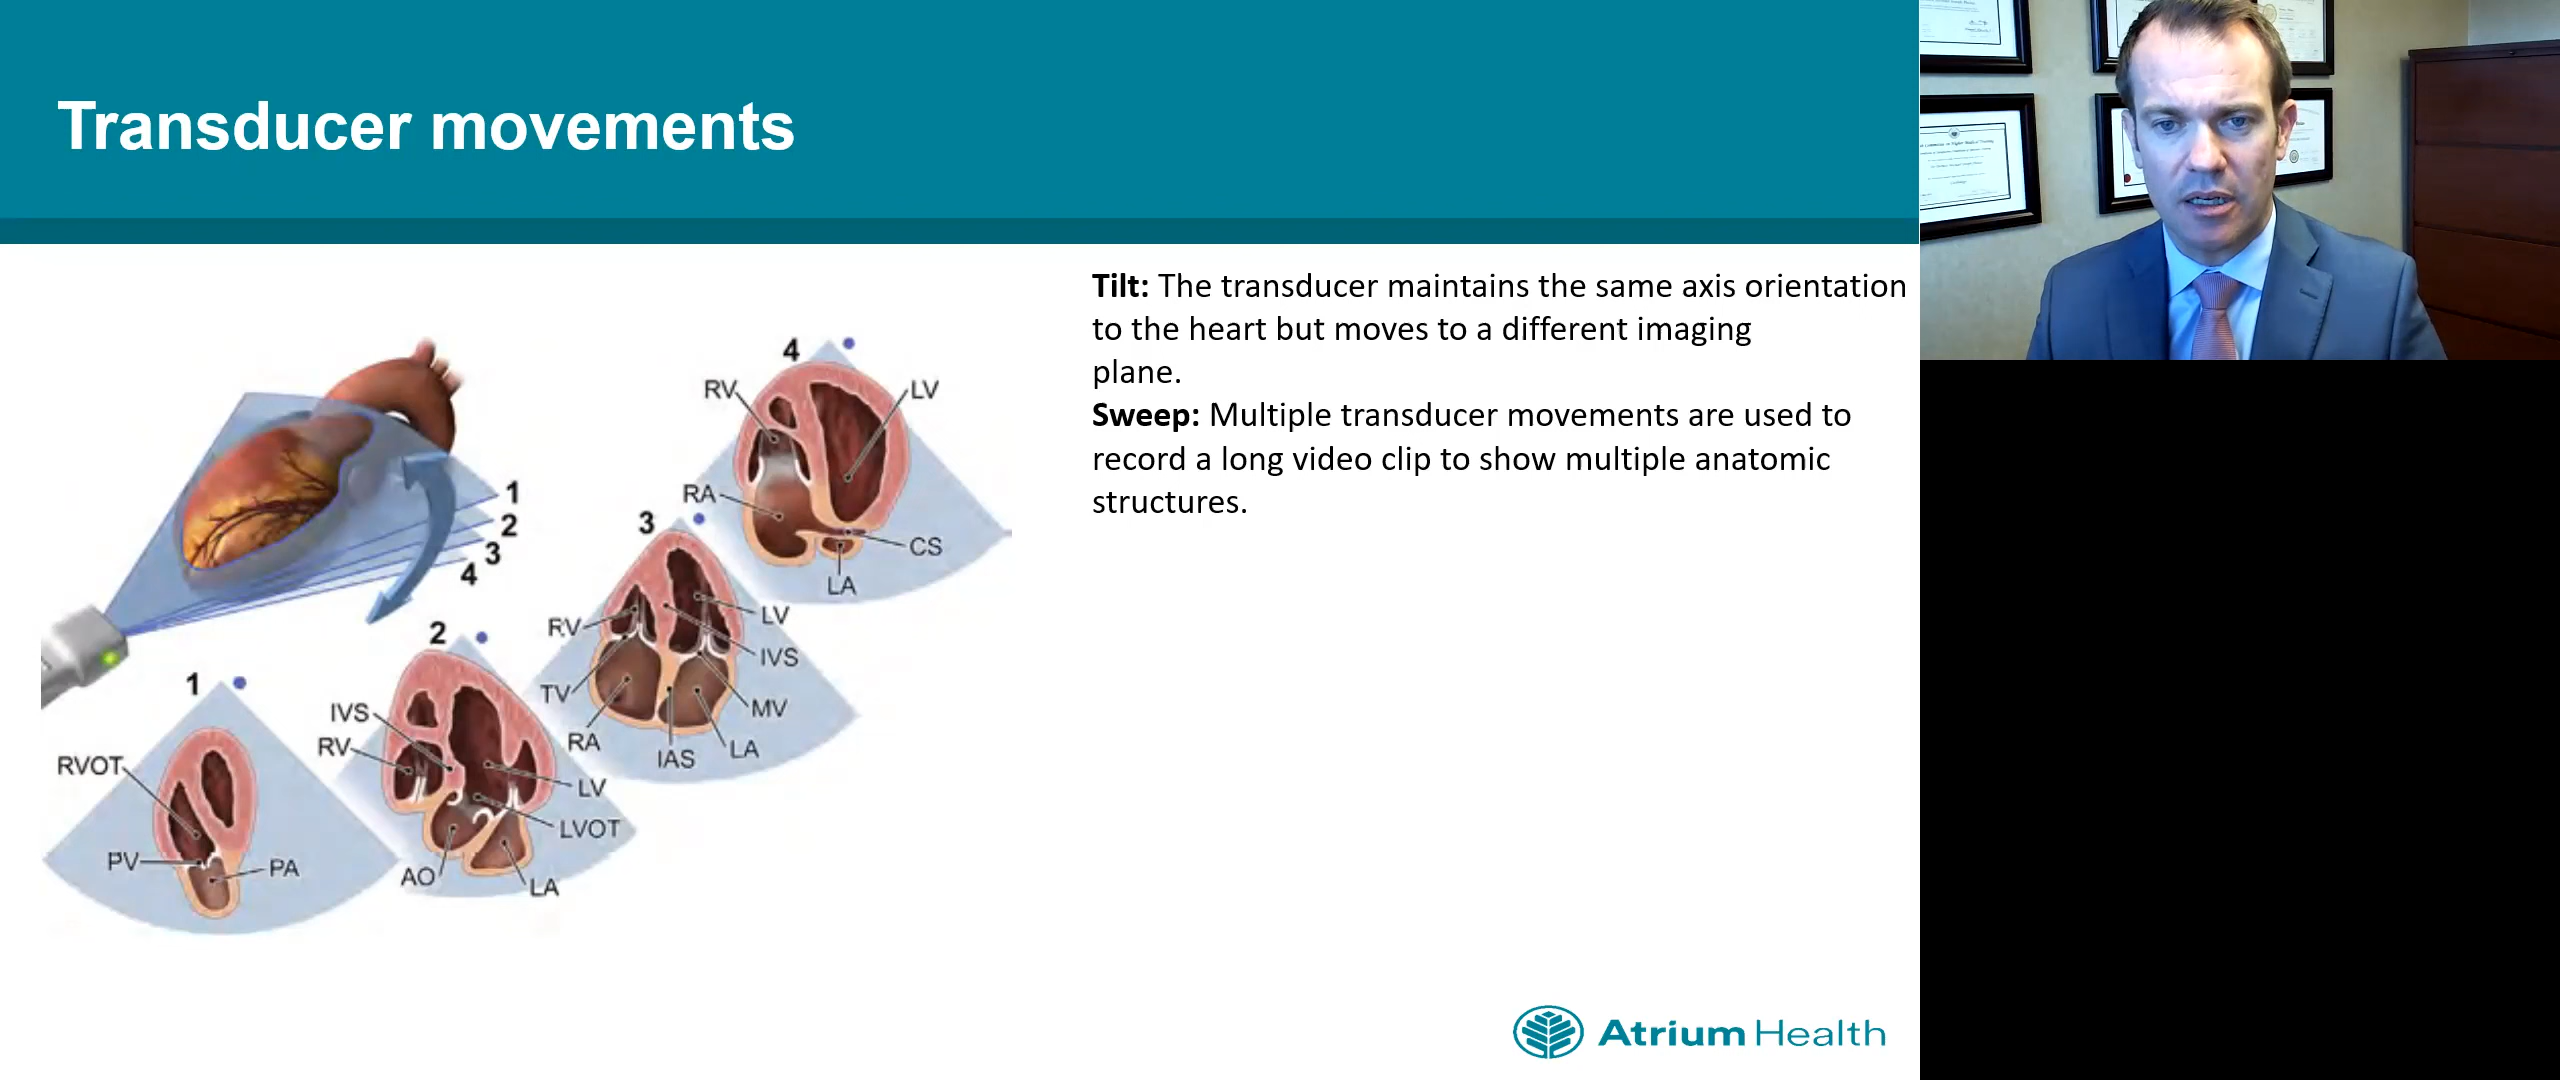 Transducer movements
Tilt: The transducer maintains the same axis orientation
to the heart but moves to a different imaging
plane.
Sweep: Multiple transducer movements are used to
record a long video clip to show multiple anatomic
structures.
1
2
3
4
4
RV
LV
RA
CS
LA
3
RV
LV
IVS
TV
MV
RA
IAS
LA
2
IVS
RV
LV
LVOT
AO
LA
1
RVOT
PV
PA
Atrium Health